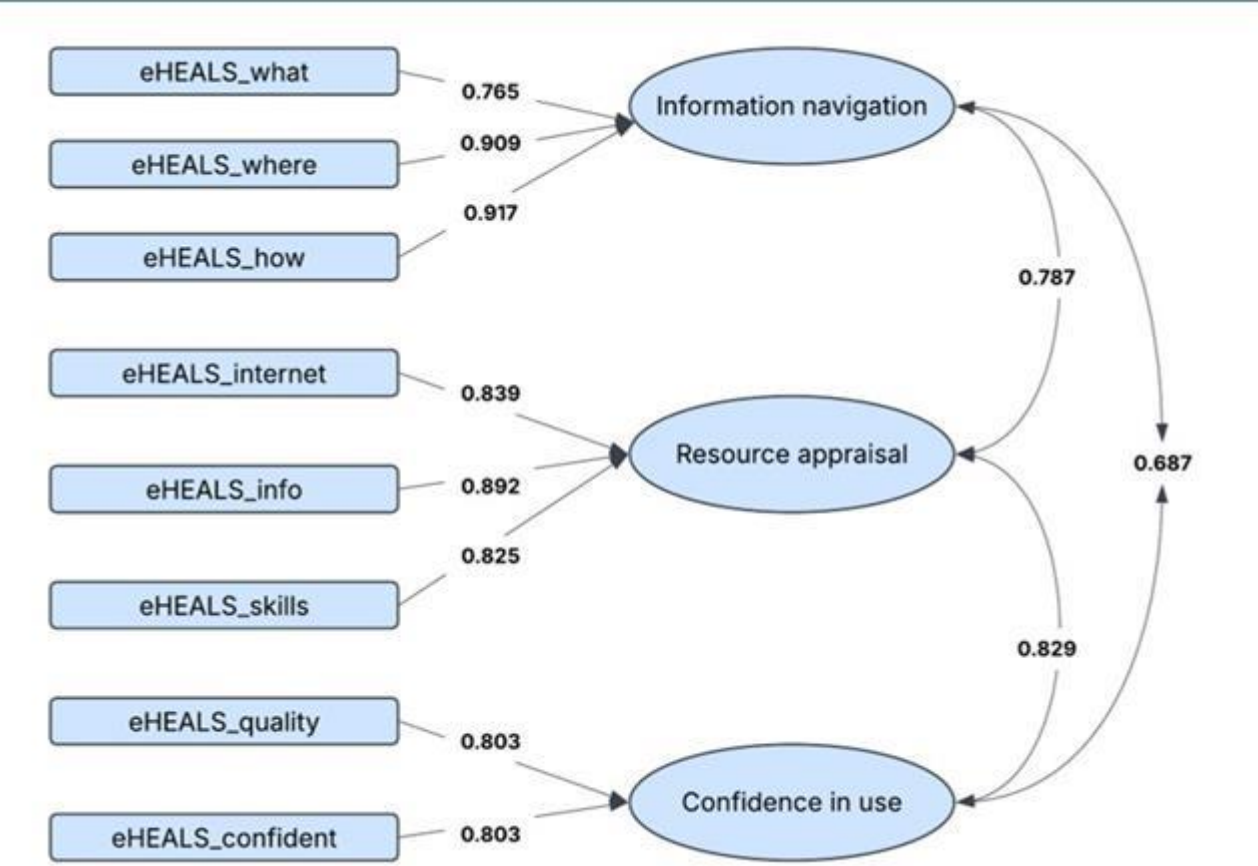 eHEALS_what
0.765
Information navigation
eHEALS_where
0.909
0.917
eHEALS_how
0.787
eHEALS_internet
0.839
Resource appraisal
0.687
eHEALS_info
0.892
0.825
eHEALS_skills
0.829
eHEALS_quality
0.803
Confidence in use
eHEALS_confident
0.803